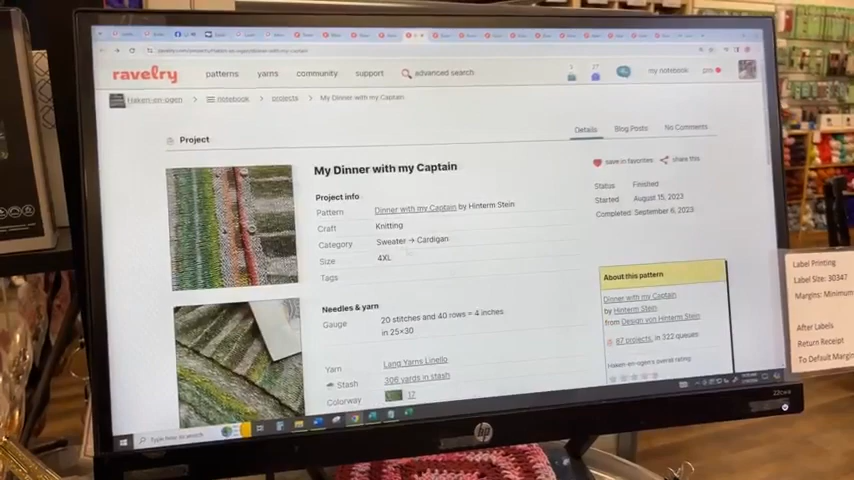 ravelry
patterns yarns community support advanced search
my notebook pro
Haken-en-ogen notebook projects My Dinner with my Captain
Project
Details Blog Posts No Comments
My Dinner with my Captain
save in favorites share this
Project info
Pattern Dinner with my Captain by Hinterm Stein
Craft Knitting
Category Sweater → Cardigan
Size 4XL
Tags
Status Finished
Started August 15, 2023
Completed September 6, 2023
Needles & yarn
Gauge 20 stitches and 40 rows = 4 inches
in 25×30
Yarn Lang Yarns Linello
Stash 306 yards in stash
Colorway 17
About this pattern
Dinner with my Captain
by Hinterm Stein
from Design von Hinterm Stein
87 projects, in 322 queues
Haken-en-ogen's overall rating
Type here to search
hp
Label Printing
Label Size: 30347
Margins: Minimum
After Labels
Return Receipt
To Default Margin